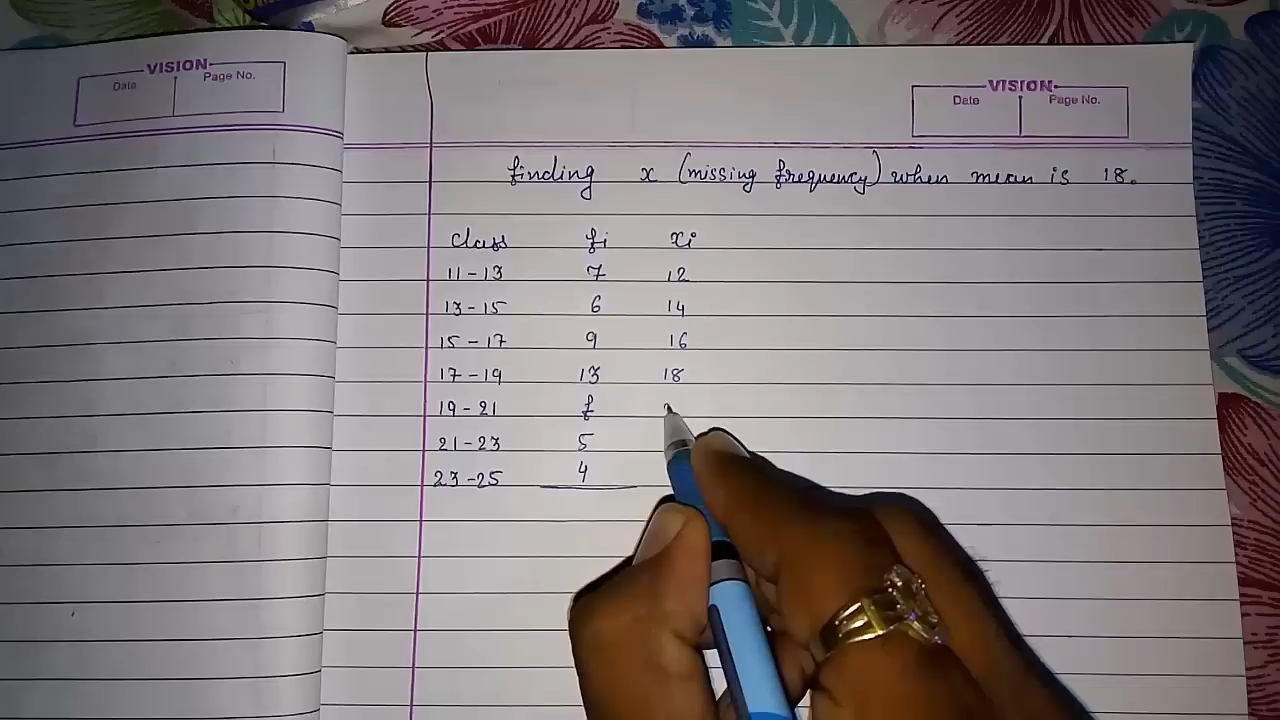 VISION
Date Page No.
VISION
Date Page No.
finding x (missing frequency) when mean is 18.
class fi xi
11-13 7 12
13-15 6 14
15-17 9 16
17-19 13 18
19-21 f
21-23 5
23-25 4